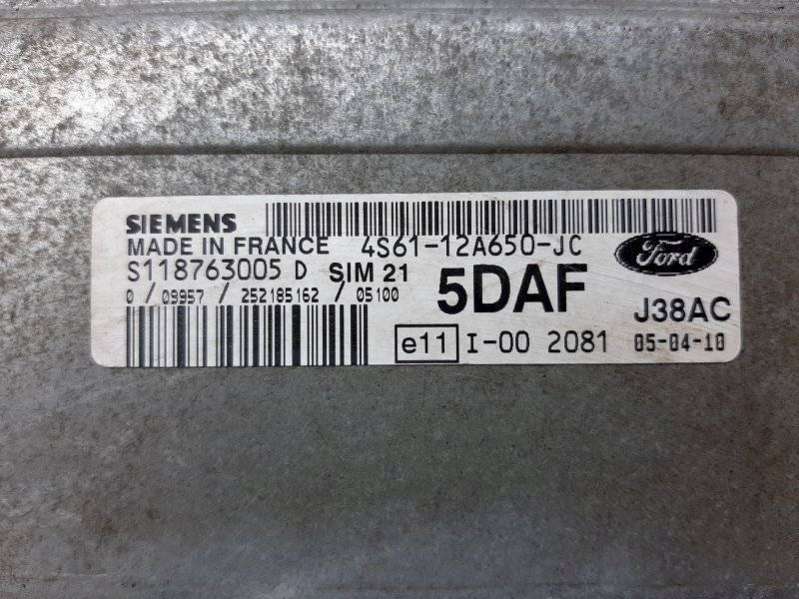 SIEMENS
MADE IN FRANCE 4S61-12A650-JC
S118763005 D SIM 21
0 / 09957 / 252185162 / 05100
5DAF
Ford
J38AC
e11 I-00 2081 05-04-10